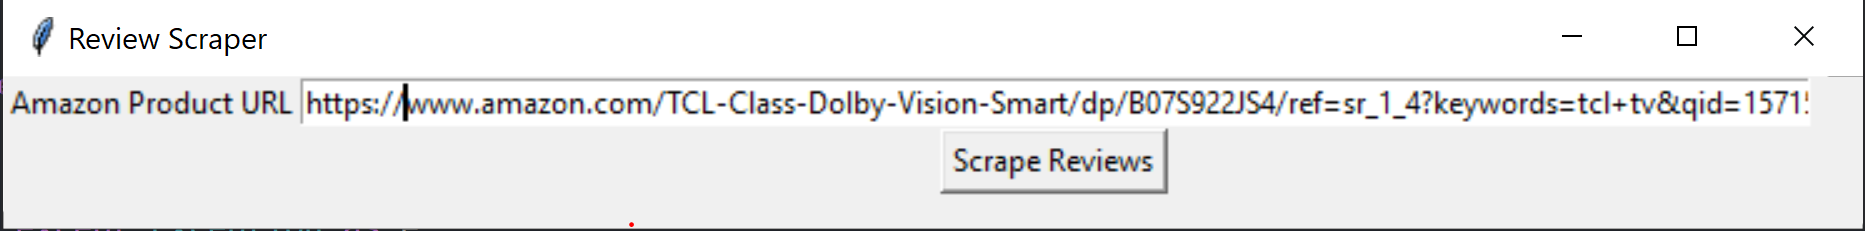 Review Scraper
Amazon Product URL https://www.amazon.com/TCL-Class-Dolby-Vision-Smart/dp/B07S922JS4/ref=sr_1_4?keywords=tcl+tv&qid=1571
Scrape Reviews